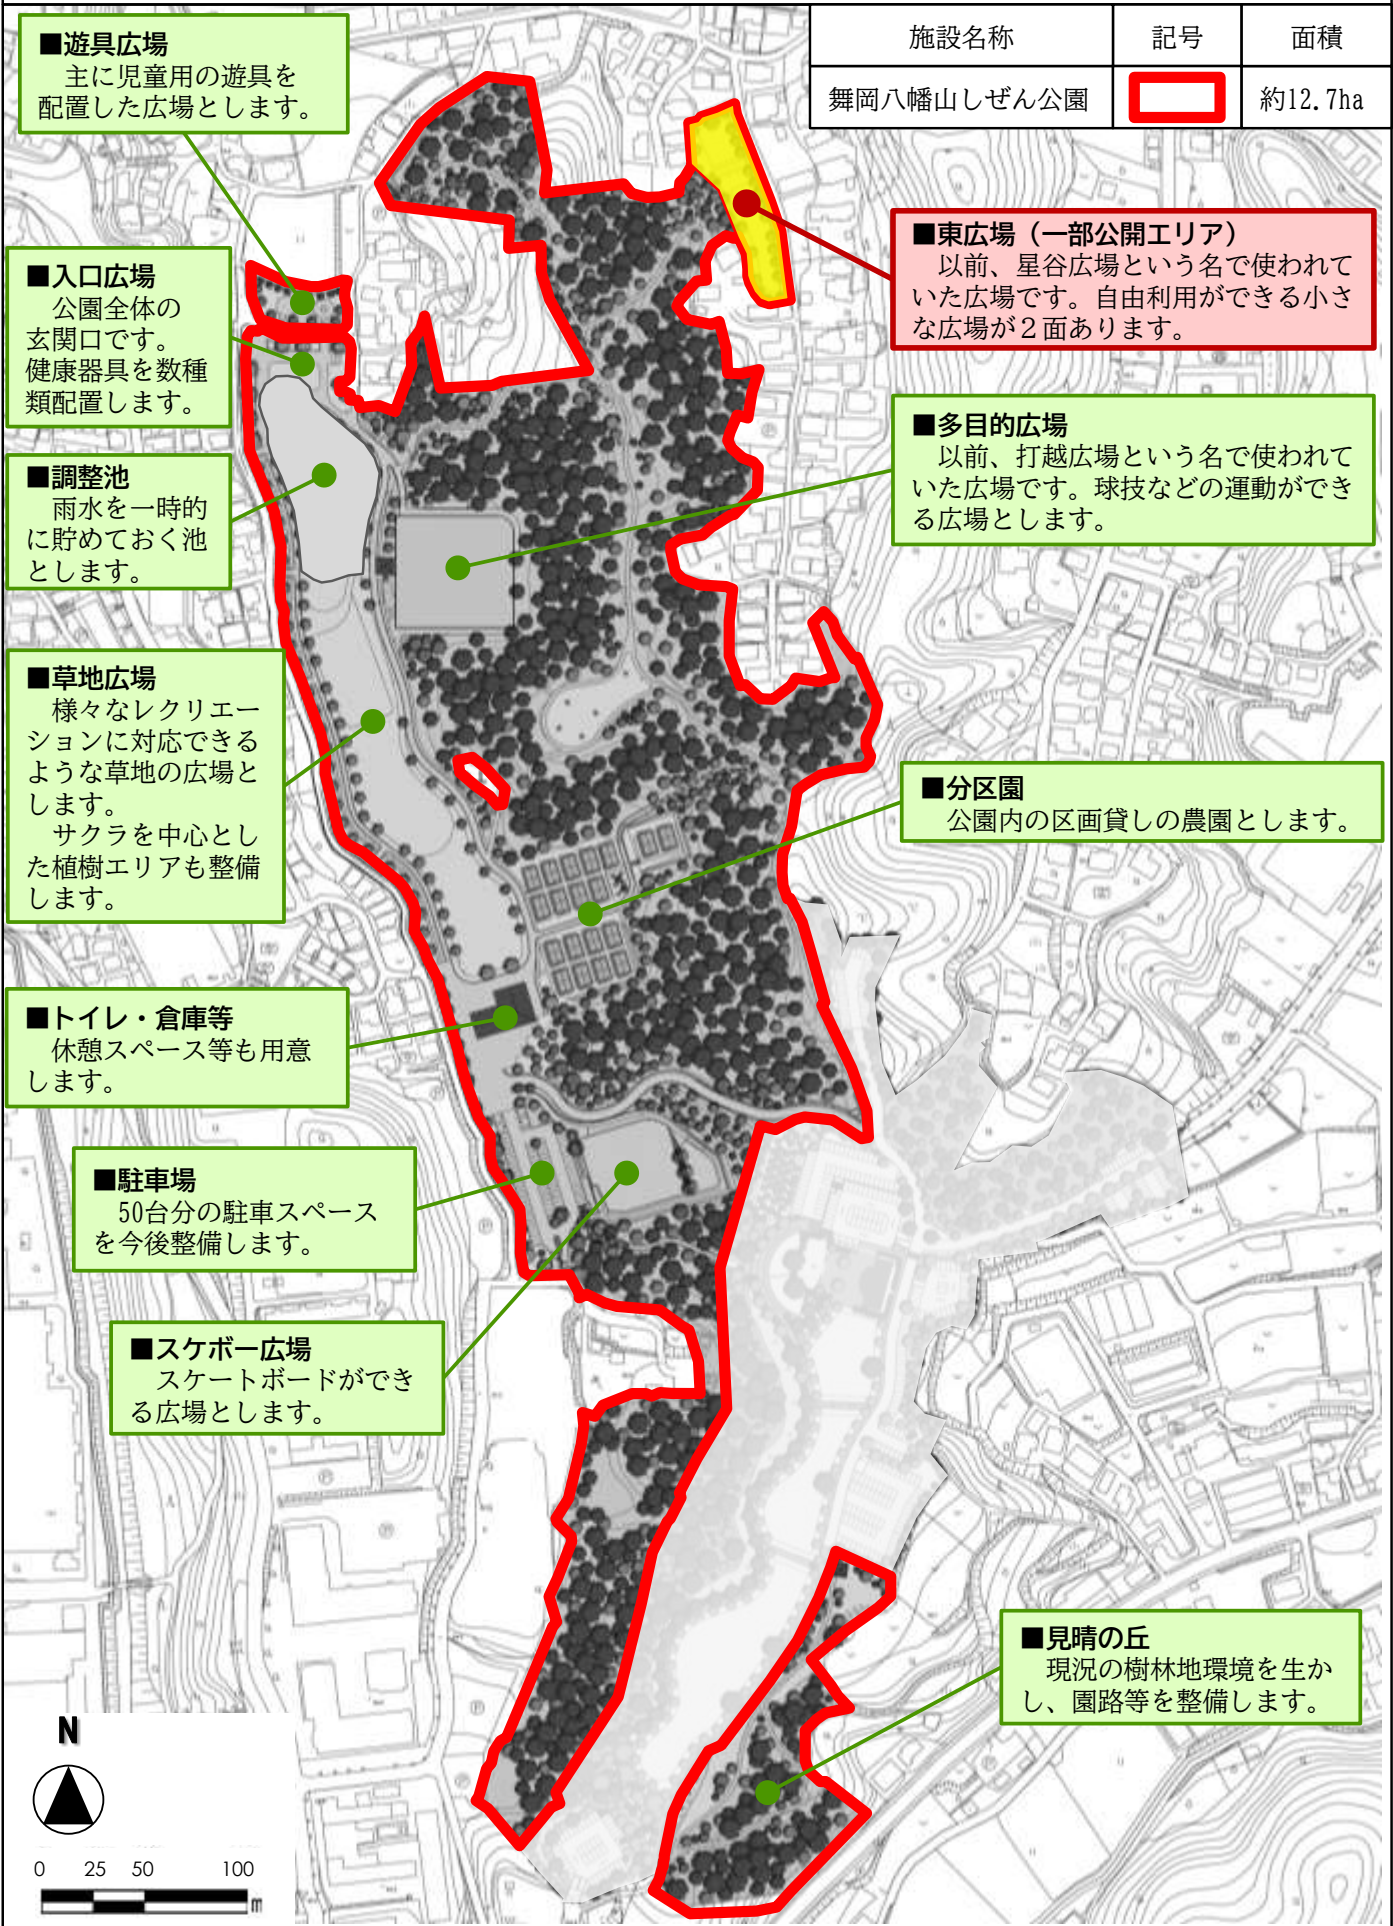 施設名称 記号 面積
舞岡八幡山しぜん公園 約12.7ha
■遊具広場
主に児童用の遊具を
配置した広場とします。
■東広場（一部公開エリア）
以前、星谷広場という名で使われて
いた広場です。自由利用ができる小さ
な広場が２面あります。
■入口広場
公園全体の
玄関口です。
健康器具を数種
類配置します。
■多目的広場
以前、打越広場という名で使われて
いた広場です。球技などの運動ができ
る広場とします。
■調整池
雨水を一時的
に貯めておく池
とします。
■草地広場
様々なレクリエー
ションに対応できる
ような草地の広場と
します。
サクラを中心とし
た植樹エリアも整備
します。
■分区園
公園内の区画貸しの農園とします。
■トイレ・倉庫等
休憩スペース等も用意
します。
■駐車場
50台分の駐車スペース
を今後整備します。
■スケボー広場
スケートボードができ
る広場とします。
■見晴の丘
現況の樹林地環境を生か
し、園路等を整備します。
N
0 25 50 100
m